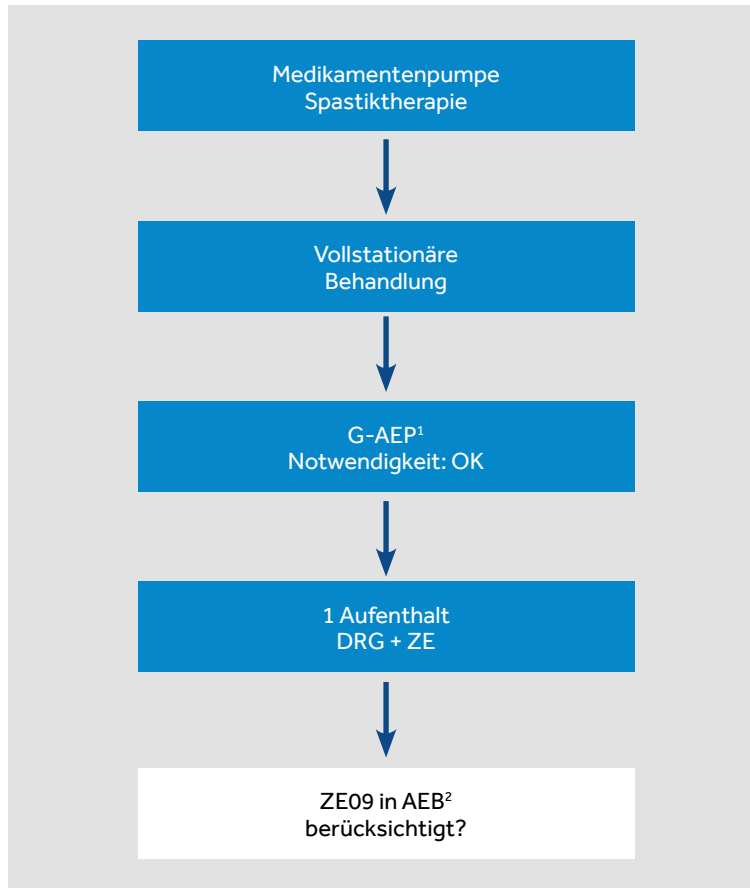 Medikamentenpumpe
Spastiktherapie
Vollstationäre
Behandlung
G-AEP¹
Notwendigkeit: OK
1 Aufenthalt
DRG + ZE
ZE09 in AEB²
berücksichtigt?